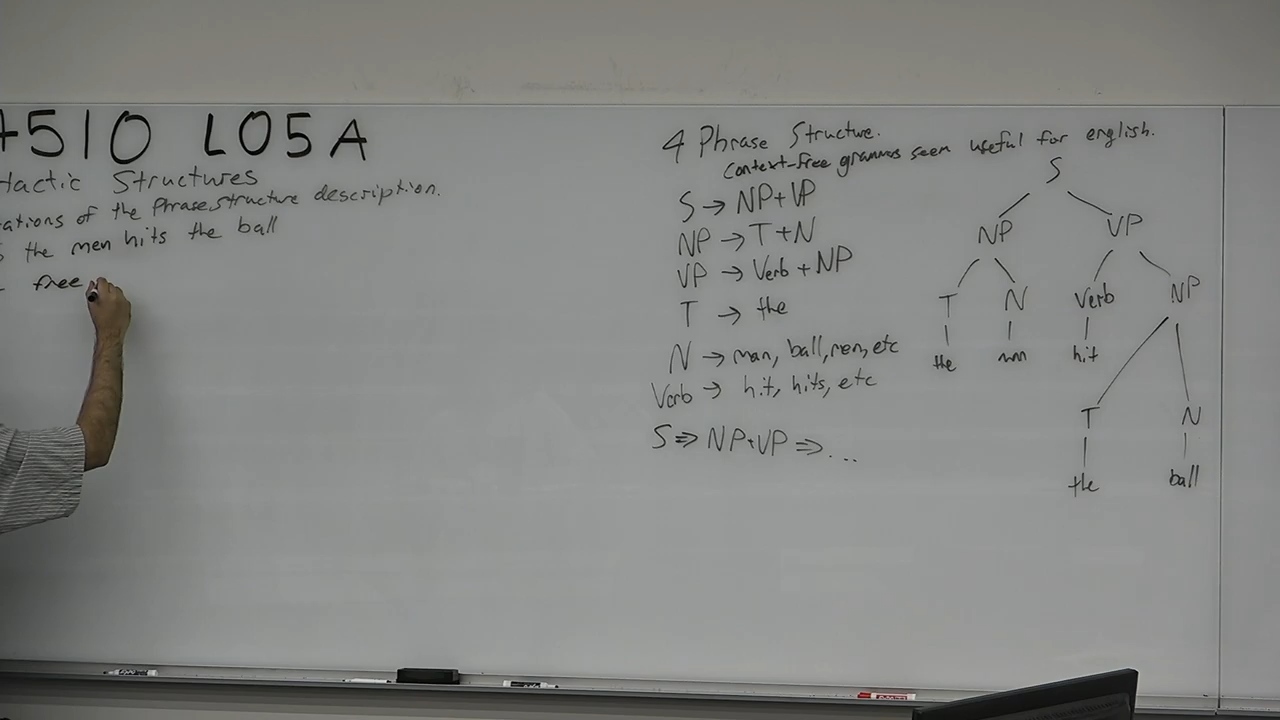 4510 L05A
tactic Structures
ations of the Phrase structure description.
the men hits the ball
free
4 Phrase Structure.
context-free grammars seem useful for english.
S → NP+VP
NP → T+N
VP → Verb + NP
T → the
N → man, ball, men, etc
Verb → hit, hits, etc
S ⇒ NP+VP ⇒ ...
S
NP VP
T N Verb NP
the man hit
T N
the ball